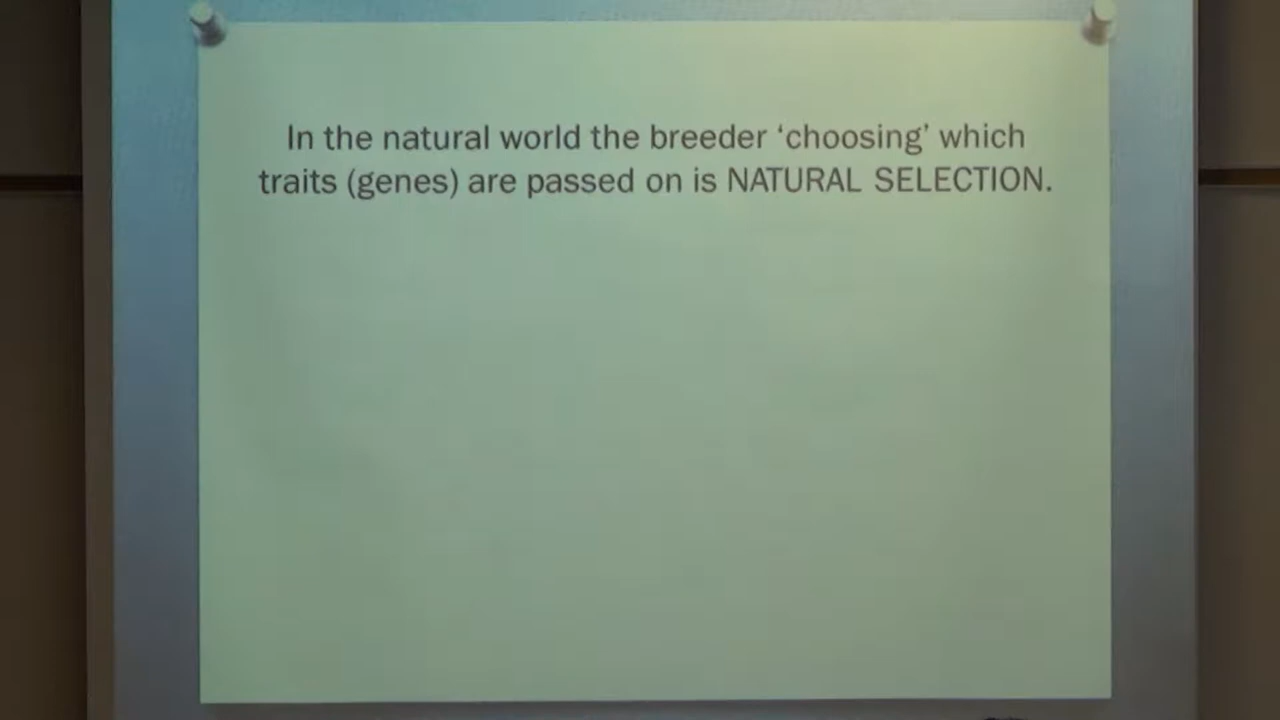 In the natural world the breeder ‘choosing’ which
traits (genes) are passed on is NATURAL SELECTION.